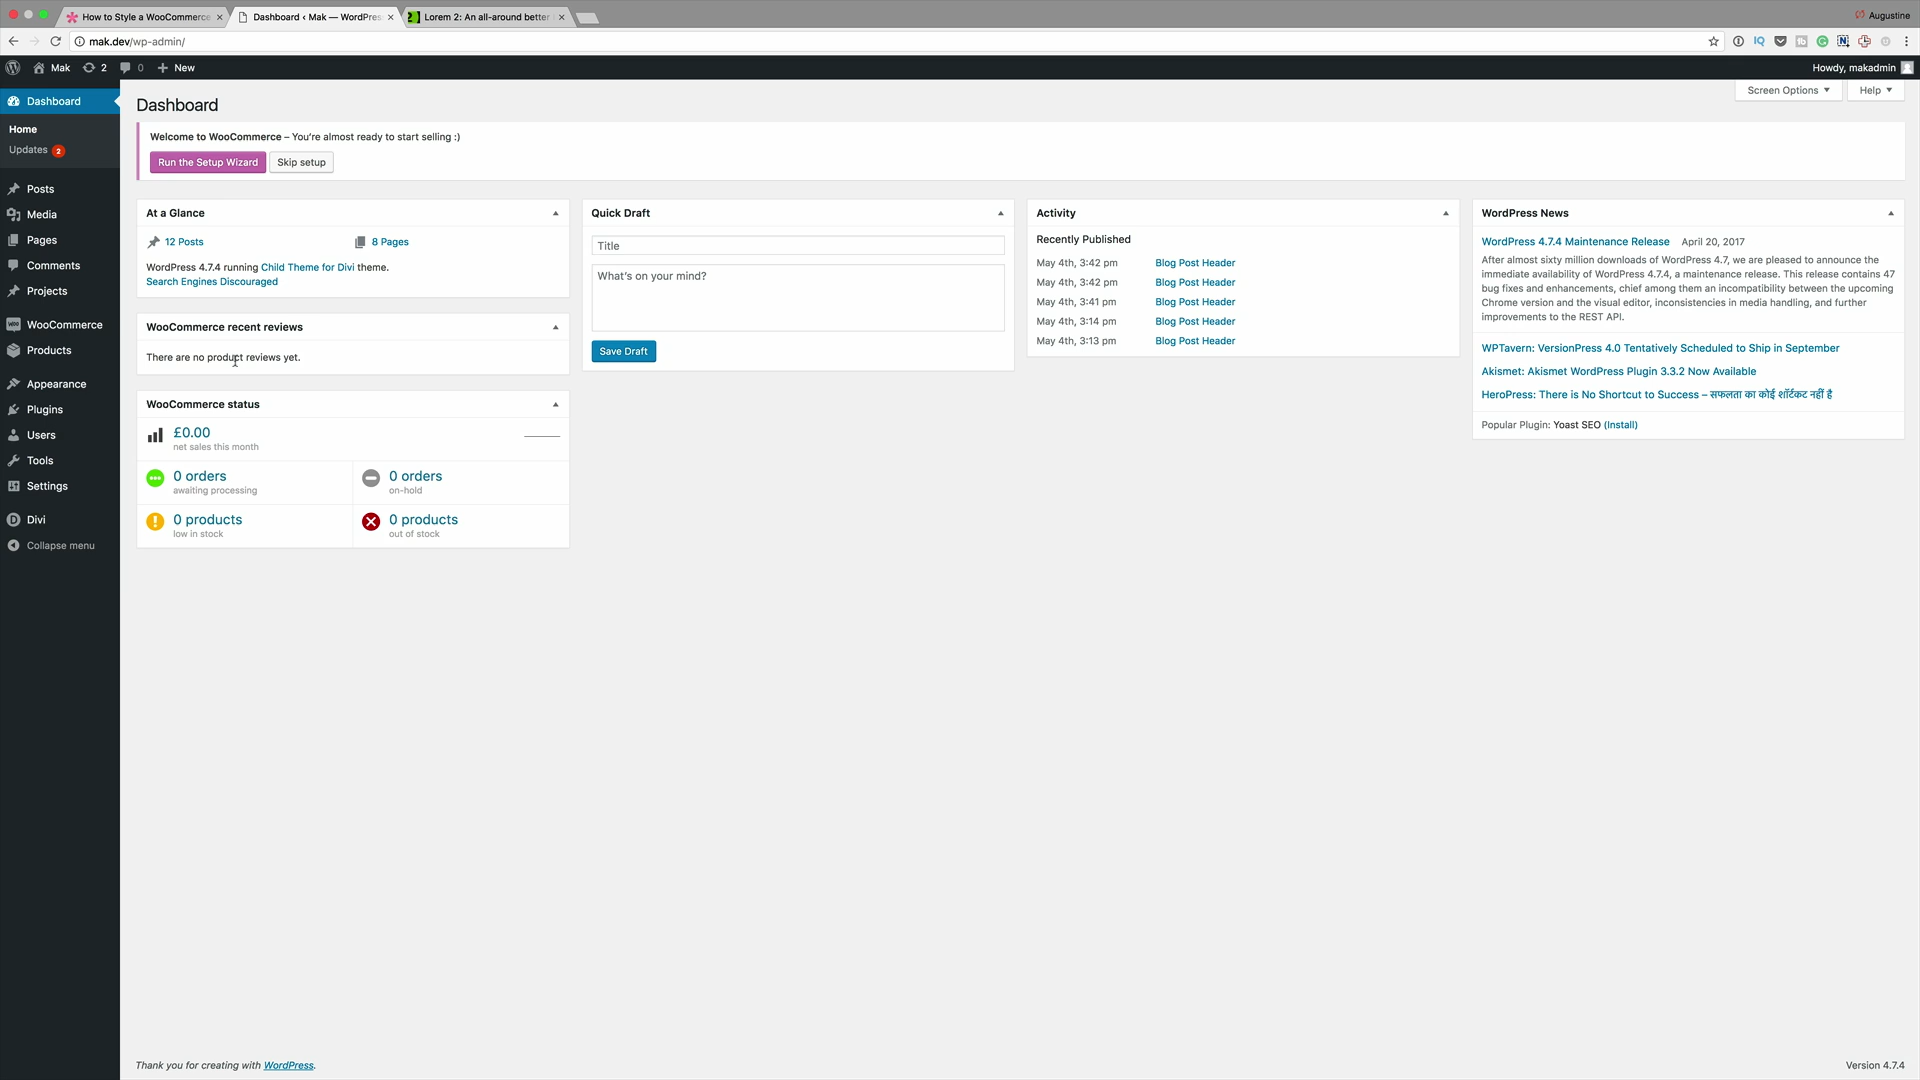 How to Style a WooCommerce
Dashboard ‹ Mak — WordPres
Lorem 2: An all-around better
Augustine
mak.dev/wp-admin/
Mak
2
0
New
Howdy, makadmin
Dashboard
Home
Updates 2
Posts
Media
Pages
Comments
Projects
WooCommerce
Products
Appearance
Plugins
Users
Tools
Settings
Divi
Collapse menu
Dashboard
Screen Options
Help
Welcome to WooCommerce – You're almost ready to start selling :)
Run the Setup Wizard
Skip setup
At a Glance
12 Posts
8 Pages
WordPress 4.7.4 running Child Theme for Divi theme.
Search Engines Discouraged
WooCommerce recent reviews
There are no product reviews yet.
WooCommerce status
£0.00
net sales this month
0 orders
awaiting processing
0 orders
on-hold
0 products
low in stock
0 products
out of stock
Quick Draft
Title
What's on your mind?
Save Draft
Activity
Recently Published
May 4th, 3:42 pm Blog Post Header
May 4th, 3:42 pm Blog Post Header
May 4th, 3:41 pm Blog Post Header
May 4th, 3:14 pm Blog Post Header
May 4th, 3:13 pm Blog Post Header
WordPress News
WordPress 4.7.4 Maintenance Release April 20, 2017
After almost sixty million downloads of WordPress 4.7, we are pleased to announce the
immediate availability of WordPress 4.7.4, a maintenance release. This release contains 47
bug fixes and enhancements, chief among them an incompatibility between the upcoming
Chrome version and the visual editor, inconsistencies in media handling, and further
improvements to the REST API.
WPTavern: VersionPress 4.0 Tentatively Scheduled to Ship in September
Akismet: Akismet WordPress Plugin 3.3.2 Now Available
HeroPress: There is No Shortcut to Success – सफलता का कोई शॉर्टकट नहीं है
Popular Plugin: Yoast SEO (Install)
Thank you for creating with WordPress.
Version 4.7.4